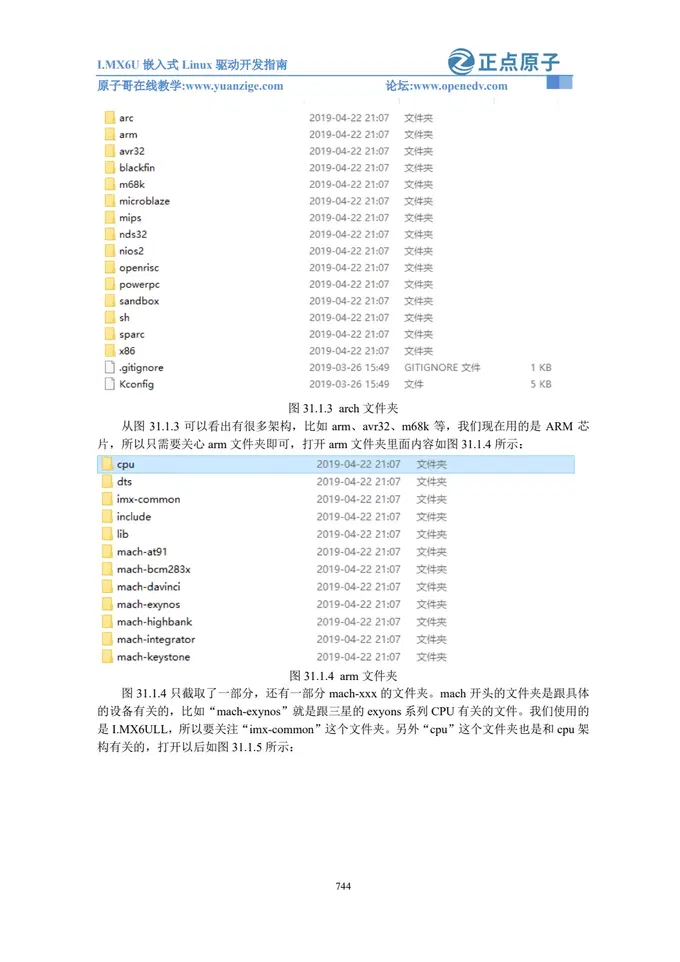 I.MX6U 嵌入式 Linux 驱动开发指南
正点原子
原子哥在线教学:www.yuanzige.com 论坛:www.openedv.com
arc 2019-04-22 21:07 文件夹
arm 2019-04-22 21:07 文件夹
avr32 2019-04-22 21:07 文件夹
blackfin 2019-04-22 21:07 文件夹
m68k 2019-04-22 21:07 文件夹
microblaze 2019-04-22 21:07 文件夹
mips 2019-04-22 21:07 文件夹
nds32 2019-04-22 21:07 文件夹
nios2 2019-04-22 21:07 文件夹
openrisc 2019-04-22 21:07 文件夹
powerpc 2019-04-22 21:07 文件夹
sandbox 2019-04-22 21:07 文件夹
sh 2019-04-22 21:07 文件夹
sparc 2019-04-22 21:07 文件夹
x86 2019-04-22 21:07 文件夹
.gitignore 2019-03-26 15:49 GITIGNORE 文件 1 KB
Kconfig 2019-03-26 15:49 文件 5 KB
图 31.1.3 arch 文件夹
从图 31.1.3 可以看出有很多架构，比如 arm、avr32、m68k 等，我们现在用的是 ARM 芯
片，所以只需要关心 arm 文件夹即可，打开 arm 文件夹里面内容如图 31.1.4 所示：
cpu 2019-04-22 21:07 文件夹
dts 2019-04-22 21:07 文件夹
imx-common 2019-04-22 21:07 文件夹
include 2019-04-22 21:07 文件夹
lib 2019-04-22 21:07 文件夹
mach-at91 2019-04-22 21:07 文件夹
mach-bcm283x 2019-04-22 21:07 文件夹
mach-davinci 2019-04-22 21:07 文件夹
mach-exynos 2019-04-22 21:07 文件夹
mach-highbank 2019-04-22 21:07 文件夹
mach-integrator 2019-04-22 21:07 文件夹
mach-keystone 2019-04-22 21:07 文件夹
图 31.1.4 arm 文件夹
图 31.1.4 只截取了一部分，还有一部分 mach-xxx 的文件夹。mach 开头的文件夹是跟具体
的设备有关的，比如“mach-exynos”就是跟三星的 exyons 系列 CPU 有关的文件。我们使用的
是 I.MX6ULL，所以要关注“imx-common”这个文件夹。另外“cpu”这个文件夹也是和 cpu 架
构有关的，打开以后如图 31.1.5 所示：
744